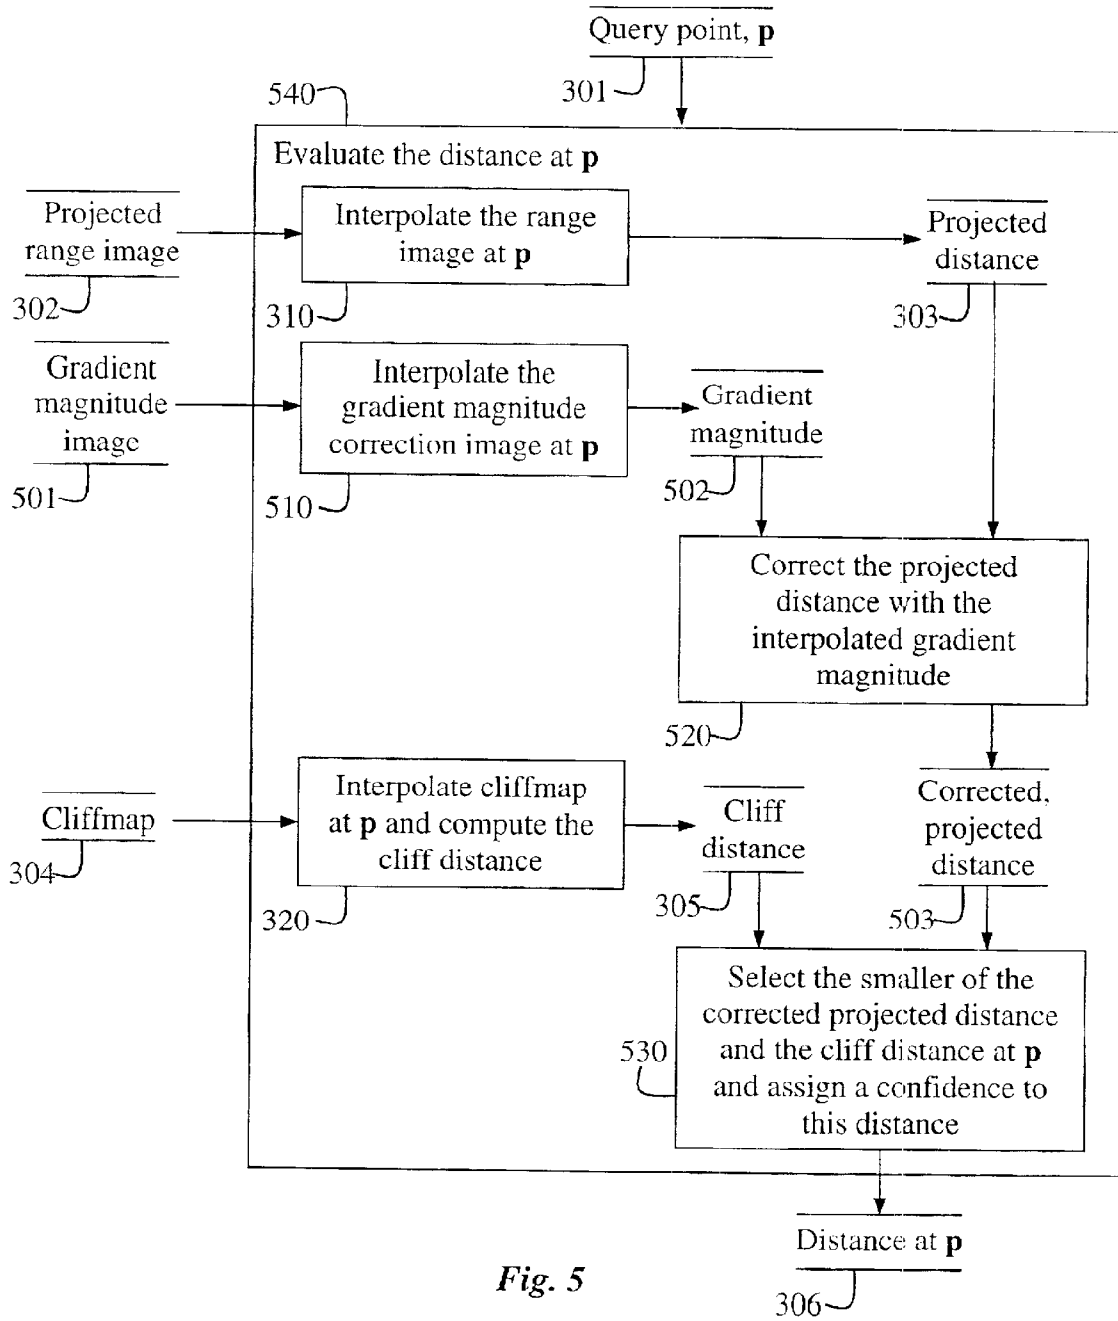 Query point, p
301
540
Evaluate the distance at p
Projected
range image
302
Interpolate the range
image at p
310
Projected
distance
303
Gradient
magnitude
image
501
Interpolate the
gradient magnitude
correction image at p
510
Gradient
magnitude
502
Correct the projected
distance with the
interpolated gradient
magnitude
520
Cliffmap
304
Interpolate cliffmap
at p and compute the
cliff distance
320
Cliff
distance
305
Corrected,
projected
distance
503
Select the smaller of the
corrected projected distance
and the cliff distance at p
and assign a confidence to
this distance
530
Distance at p
306
Fig. 5